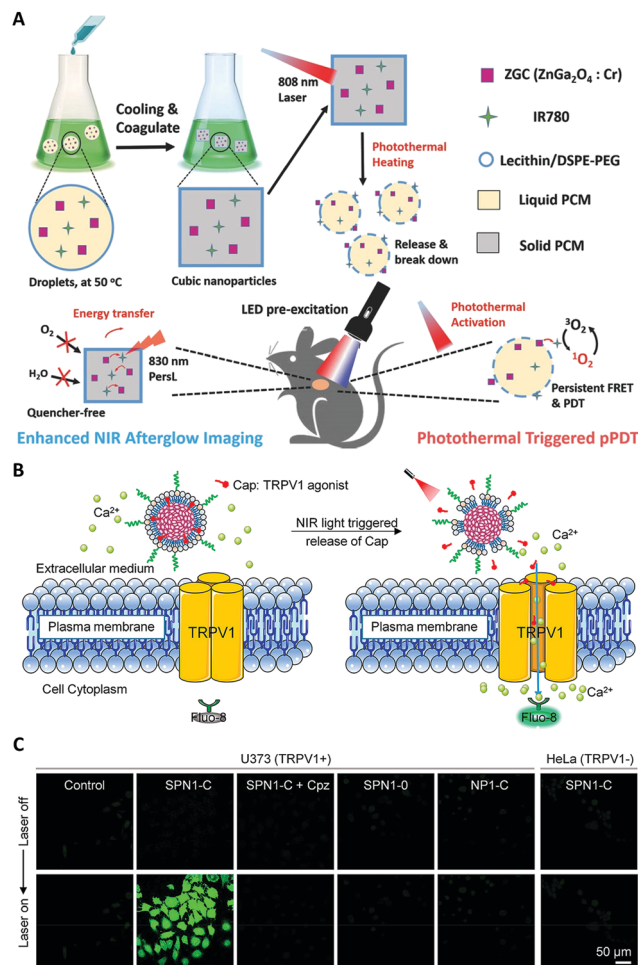 A
Cooling &
Coagulate
808 nm
Laser
ZGC (ZnGa₂O₄ : Cr)
IR780
Lecithin/DSPE-PEG
Liquid PCM
Solid PCM
Photothermal
Heating
Release &
break down
Droplets, at 50 °C
Cubic nanoparticles
LED pre-excitation
Energy transfer
O₂
H₂O
830 nm
PersL
Quencher-free
Photothermal
Activation
³O₂
¹O₂
Persistent FRET
& PDT
Enhanced NIR Afterglow Imaging
Photothermal Triggered pPDT
B
Cap: TRPV1 agonist
Ca²⁺
NIR light triggered
release of Cap
Ca²⁺
Extracellular medium
Plasma membrane
TRPV1
Plasma membrane
TRPV1
Cell Cytoplasm
Ca²⁺
Fluo-8
Fluo-8
C
U373 (TRPV1+)
HeLa (TRPV1-)
Control
SPN1-C
SPN1-C + Cpz
SPN1-0
NP1-C
SPN1-C
Laser off
Laser on
50 µm